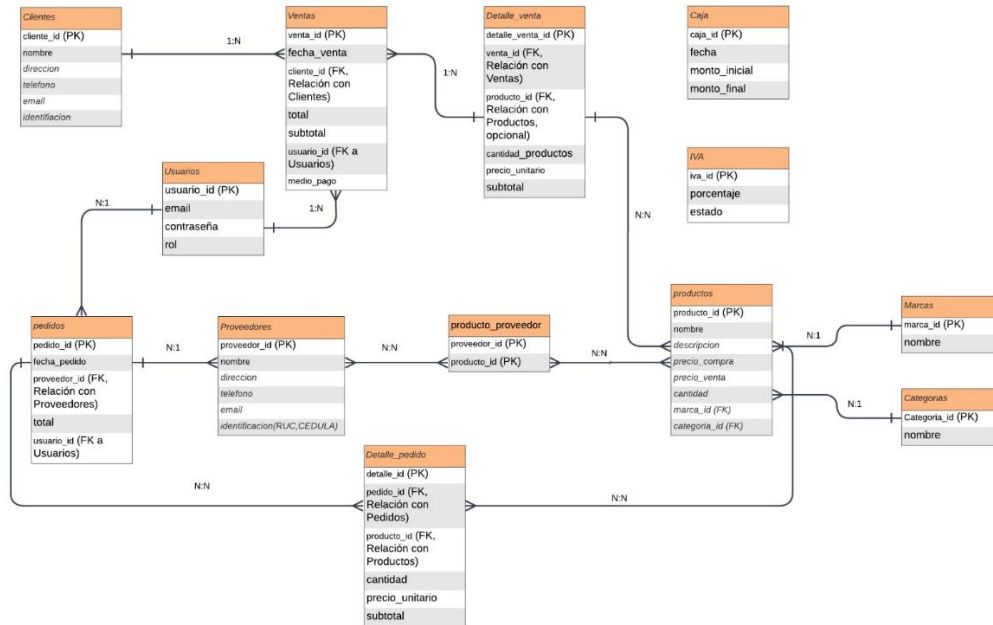 Clientes
cliente_id (PK)
nombre
direccion
telefono
email
identifiacion
1:N
Ventas
venta_id (PK)
fecha_venta
cliente_id (FK,
Relación con
Clientes)
total
subtotal
usuario_id (FK a
Usuarios)
medio_pago
1:N
Detalle_venta
detalle_venta_id (PK)
venta_id (FK,
Relación con
Ventas)
producto_id (FK,
Relación con
Productos,
opcional)
cantidad_productos
precio_unitario
subtotal
Caja
caja_id (PK)
fecha
monto_inicial
monto_final
IVA
iva_id (PK)
porcentaje
estado
Usuarios
usuario_id (PK)
email
contraseña
rol
N:1
1:N
N:N
pedidos
pedido_id (PK)
fecha_pedido
proveedor_id (FK,
Relación con
Proveedores)
total
usuario_id (FK a
Usuarios)
N:1
Proveedores
proveedor_id (PK)
nombre
direccion
telefono
email
identificacion(RUC,CEDULA)
N:N
producto_proveedor
proveedor_id (PK)
producto_id (PK)
N:N
productos
producto_id (PK)
nombre
descripcion
precio_compra
precio_venta
cantidad
marca_id (FK)
categoria_id (FK)
N:1
Marcas
marca_id (PK)
nombre
N:1
Categorias
Categoria_id (PK)
nombre
N:N
Detalle_pedido
detalle_id (PK)
pedido_id (FK,
Relación con
Pedidos)
producto_id (FK,
Relación con
Productos)
cantidad
precio_unitario
subtotal
N:N